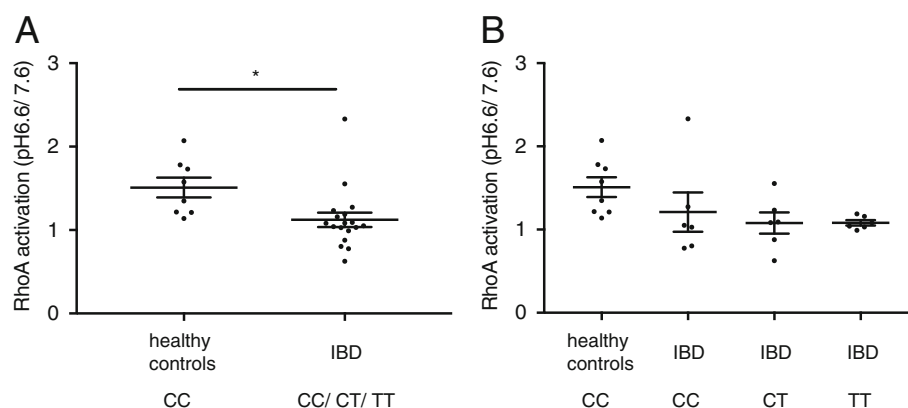 A
RhoA activation (pH6.6/ 7.6)
3
2
1
0
*
healthy
controls
IBD
CC
CC/ CT/ TT
B
RhoA activation (pH6.6/ 7.6)
3
2
1
0
healthy
controls
IBD
IBD
IBD
CC
CC
CT
TT